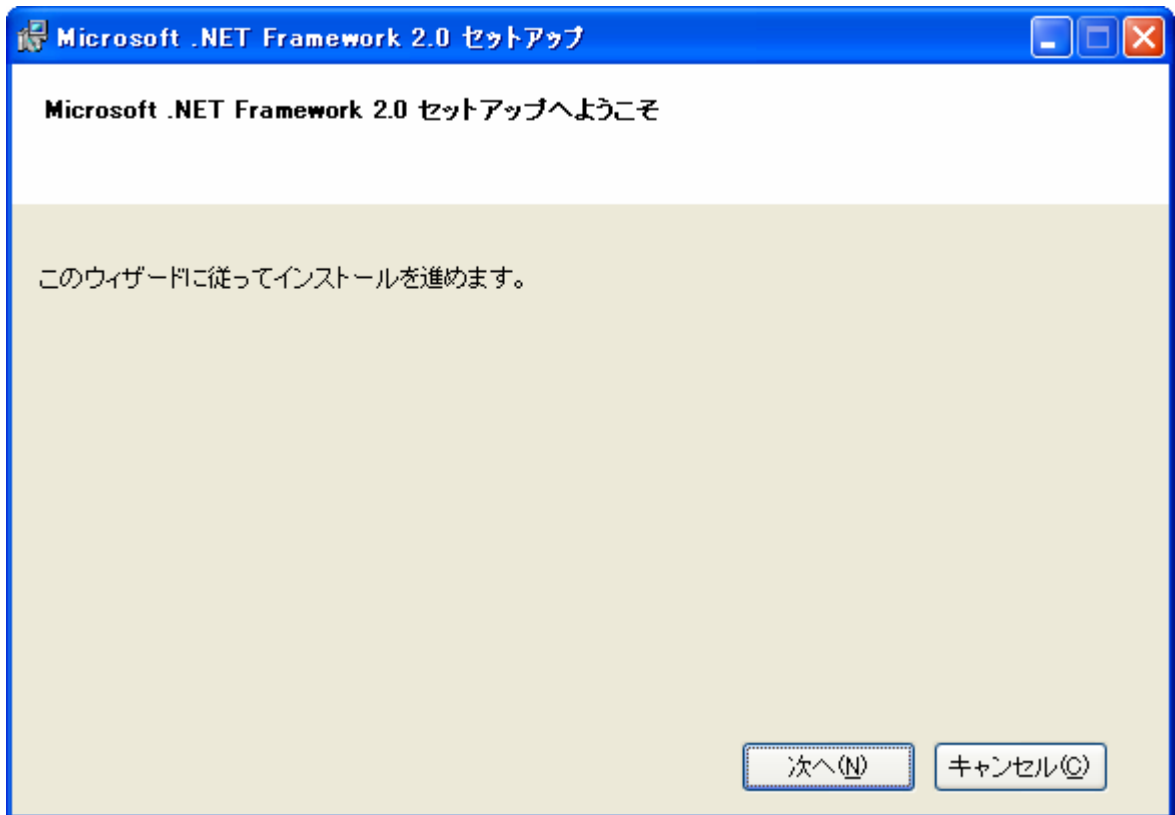 Microsoft .NET Framework 2.0 セットアップ
Microsoft .NET Framework 2.0 セットアップへようこそ
このウィザードに従ってインストールを進めます。
次へ(N)
キャンセル(C)